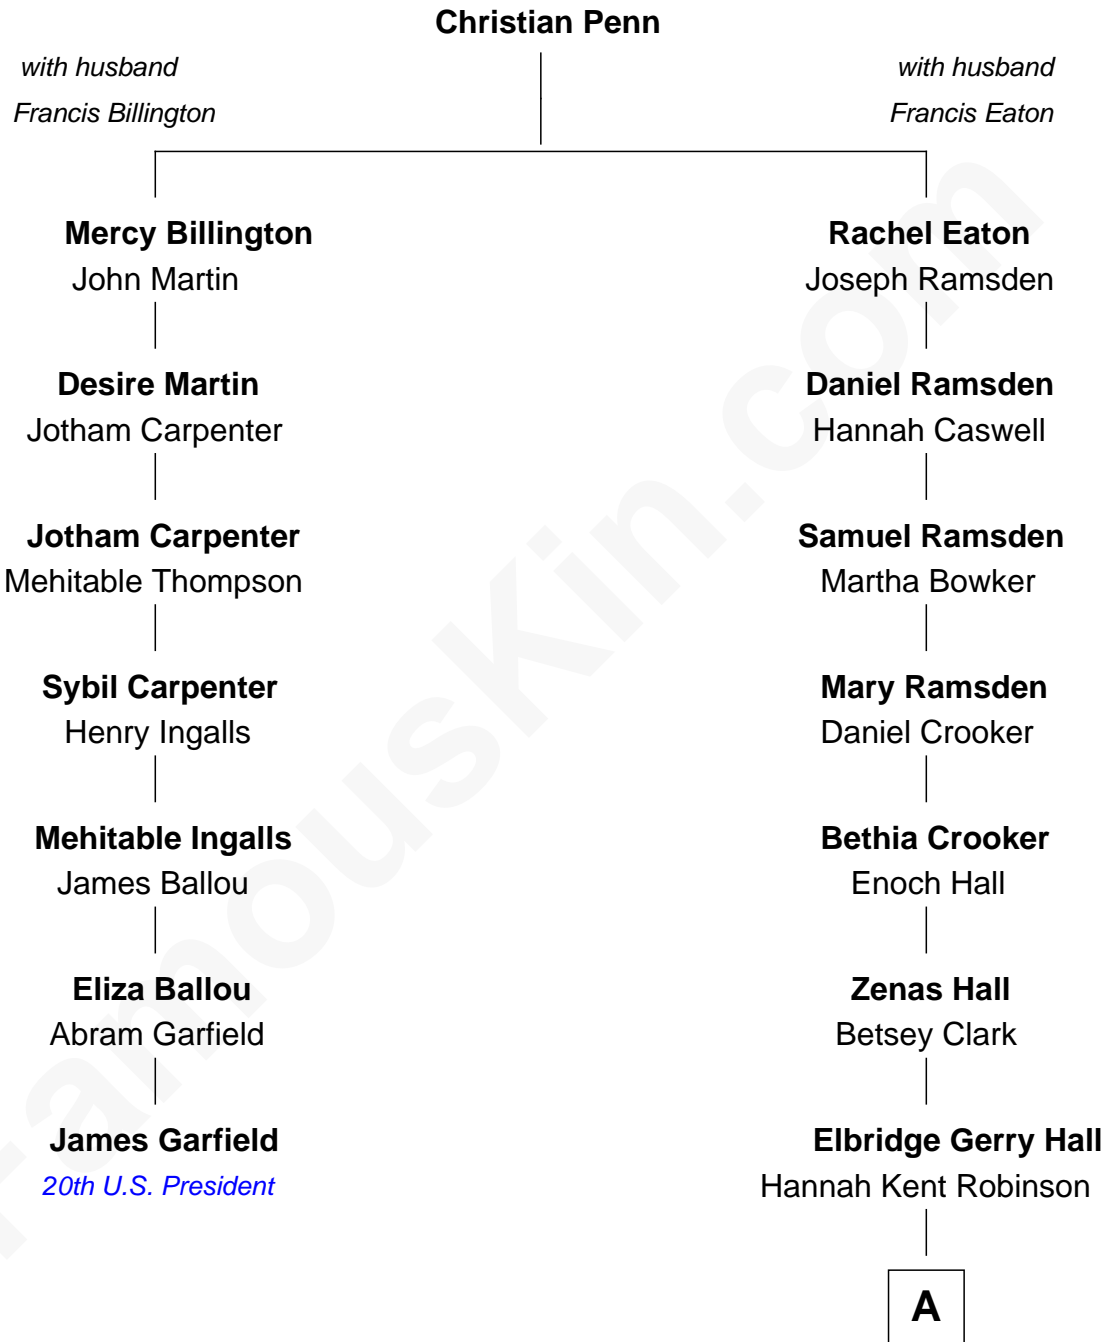 Christian Penn
with husband
Francis Billington
with husband
Francis Eaton
Mercy Billington
John Martin
Desire Martin
Jotham Carpenter
Jotham Carpenter
Mehitable Thompson
Sybil Carpenter
Henry Ingalls
Mehitable Ingalls
James Ballou
Eliza Ballou
Abram Garfield
James Garfield
20th U.S. President
Rachel Eaton
Joseph Ramsden
Daniel Ramsden
Hannah Caswell
Samuel Ramsden
Martha Bowker
Mary Ramsden
Daniel Crooker
Bethia Crooker
Enoch Hall
Zenas Hall
Betsey Clark
Elbridge Gerry Hall
Hannah Kent Robinson
A
FamousKin.com